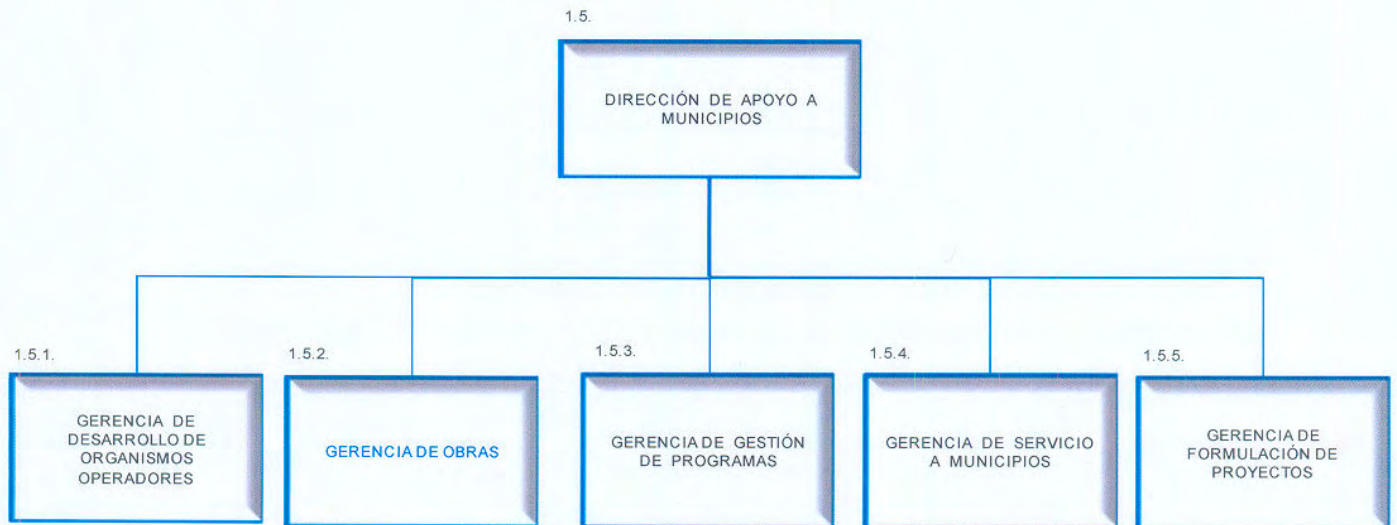 1.5.
DIRECCIÓN DE APOYO A
MUNICIPIOS
1.5.1.
GERENCIA DE
DESARROLLO DE
ORGANISMOS
OPERADORES
1.5.2.
GERENCIA DE OBRAS
1.5.3.
GERENCIA DE GESTIÓN
DE PROGRAMAS
1.5.4.
GERENCIA DE SERVICIO
A MUNICIPIOS
1.5.5.
GERENCIA DE
FORMULACIÓN DE
PROYECTOS